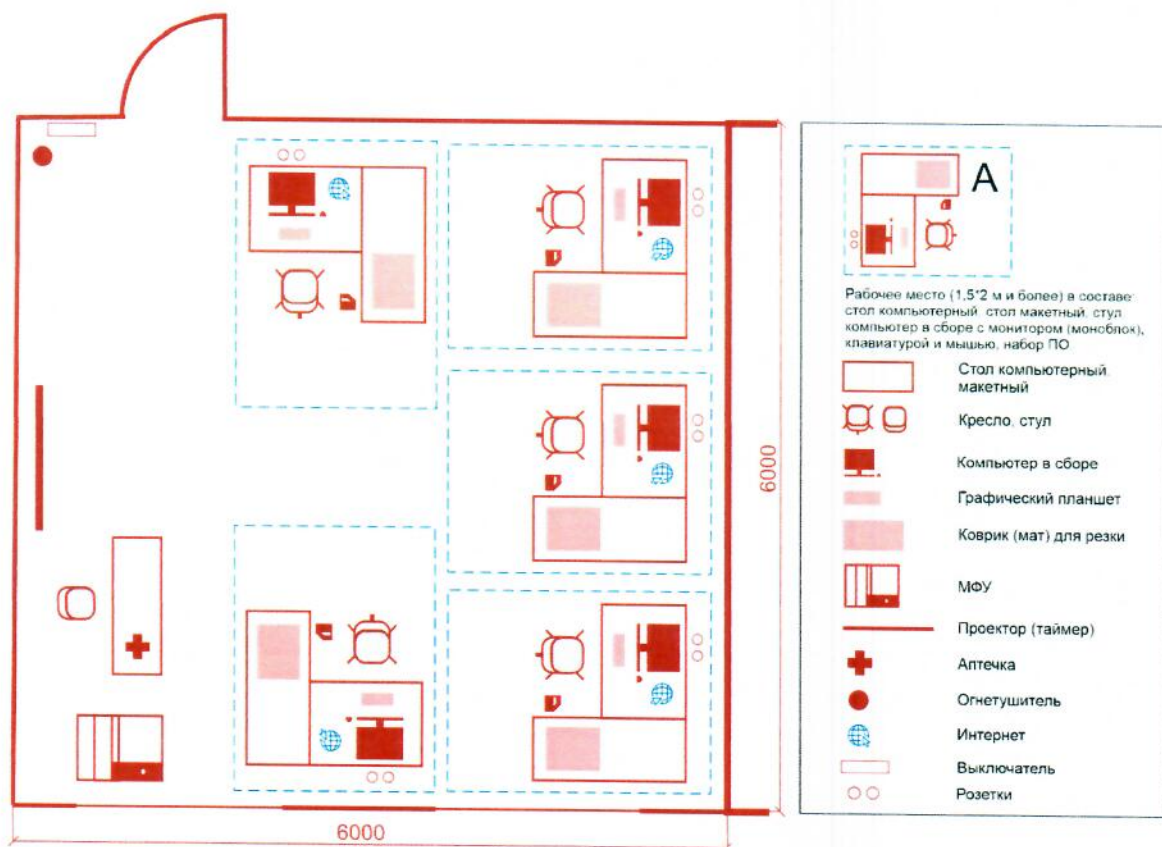 6000
6000
А
Рабочее место (1,5*2 м и более) в составе
стол компьютерный стол макетный, стул
компьютер в сборе с монитором (моноблок),
клавиатурой и мышью, набор ПО
Стол компьютерный
макетный
Кресло, стул
Компьютер в сборе
Графический планшет
Коврик (мат) для резки
МФУ
Проектор (таймер)
Аптечка
Огнетушитель
Интернет
Выключатель
Розетки